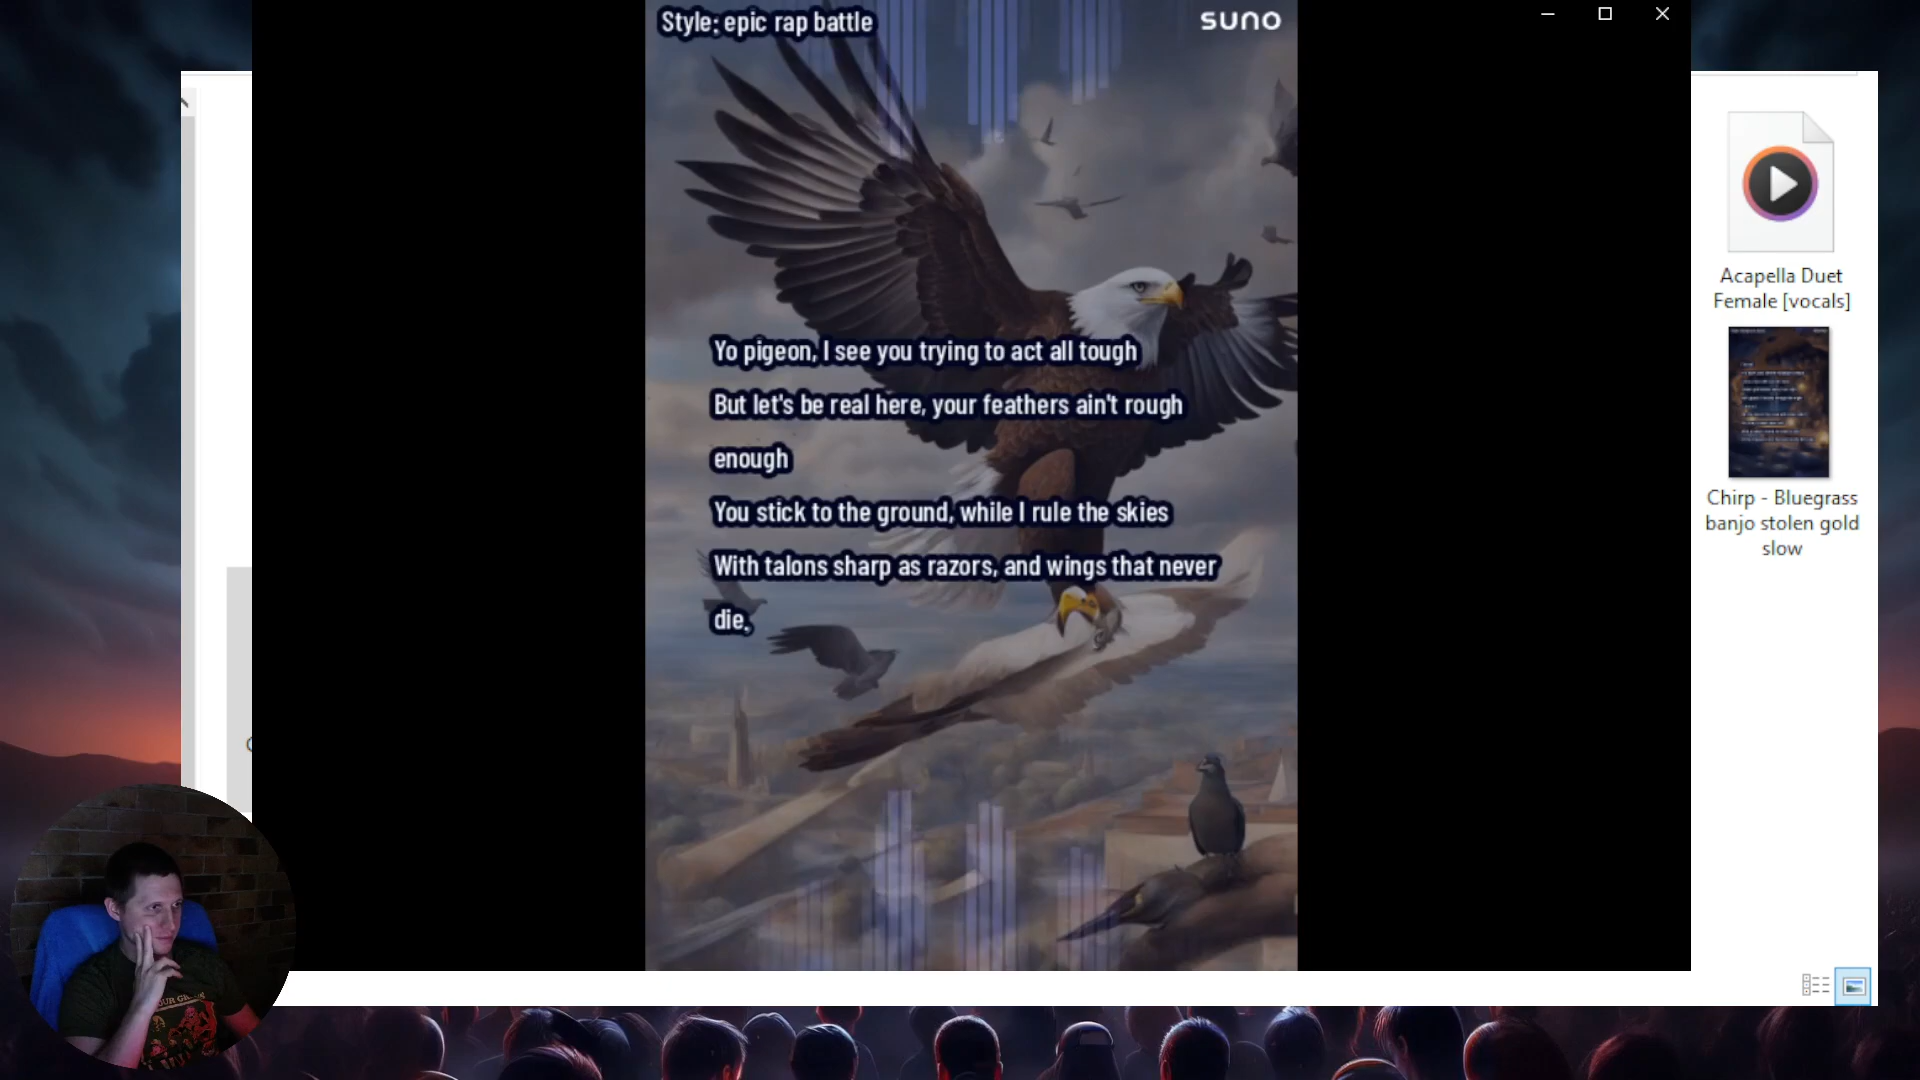 Style: epic rap battle
suno
Yo pigeon, I see you trying to act all tough
But let's be real here, your feathers ain't rough
enough
You stick to the ground, while I rule the skies
With talons sharp as razors, and wings that never
die.
Acapella Duet
Female [vocals]
Chirp - Bluegrass
banjo stolen gold
slow